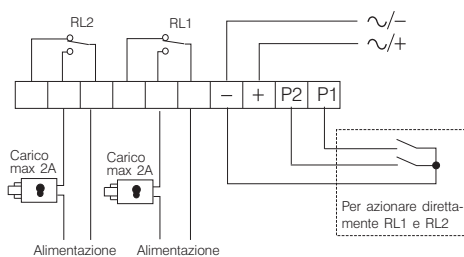 RL2
RL1
~/−
~/+
− + P2 P1
Carico
max 2A
Carico
max 2A
Per azionare diretta-
mente RL1 e RL2
Alimentazione
Alimentazione